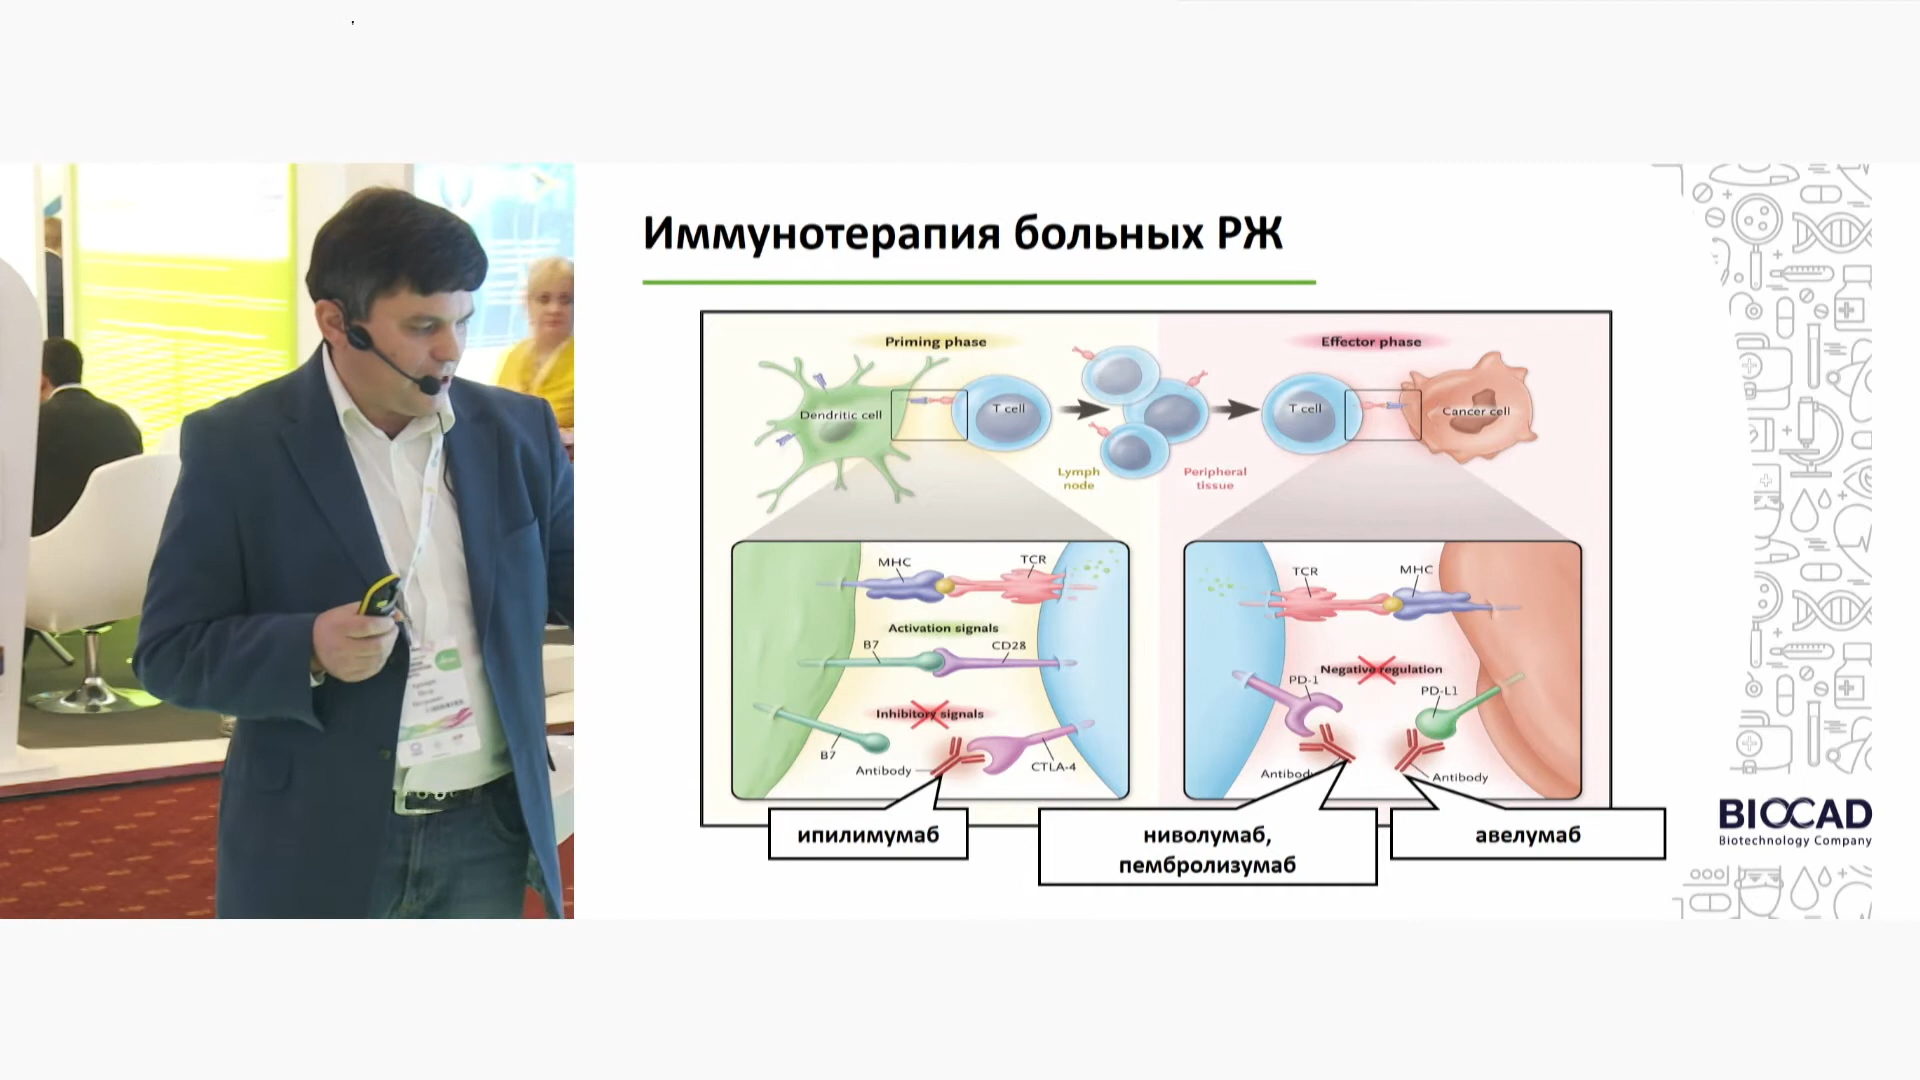 Иммунотерапия больных РЖ
Priming phase
Effector phase
Dendritic cell
T cell
T cell
Cancer cell
Lymph
node
Peripheral
tissue
MHC
TCR
Activation signals
B7
CD28
Inhibitory signals
B7
Antibody
CTLA-4
TCR
MHC
Negative regulation
PD-1
PD-L1
Antibody
Antibody
ипилимумаб
ниволумаб,
пембролизумаб
авелумаб
BIOCAD
Biotechnology Company